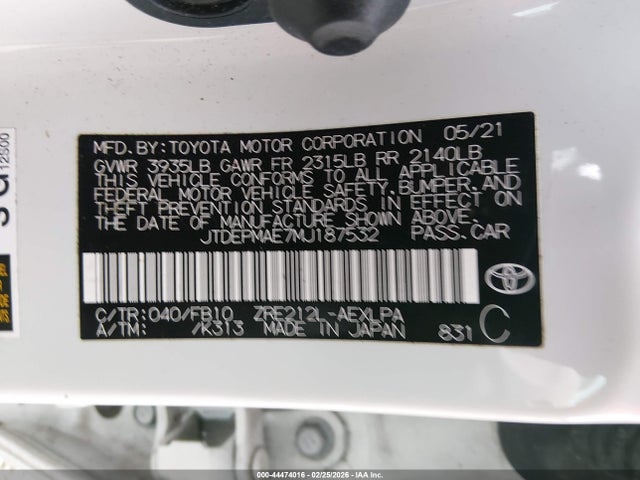 MFD.BY:TOYOTA MOTOR CORPORATION 05/21
GVWR 3935LB GAWR FR 2315LB RR 2140LB
THIS VEHICLE CONFORMS TO ALL APPLICABLE
FEDERAL MOTOR VEHICLE SAFETY,BUMPER,AND
THEFT PREVENTION STANDARDS IN EFFECT ON
THE DATE OF MANUFACTURE SHOWN ABOVE.
JTDEPMAE7MJ187532 PASS.CAR
C/TR:040/FB10 ZRE212L-AEXLPA
A/TM: /K313 MADE IN JAPAN 831 C
12S00
000-44474016 - 02/25/2026 - IAAI.COM